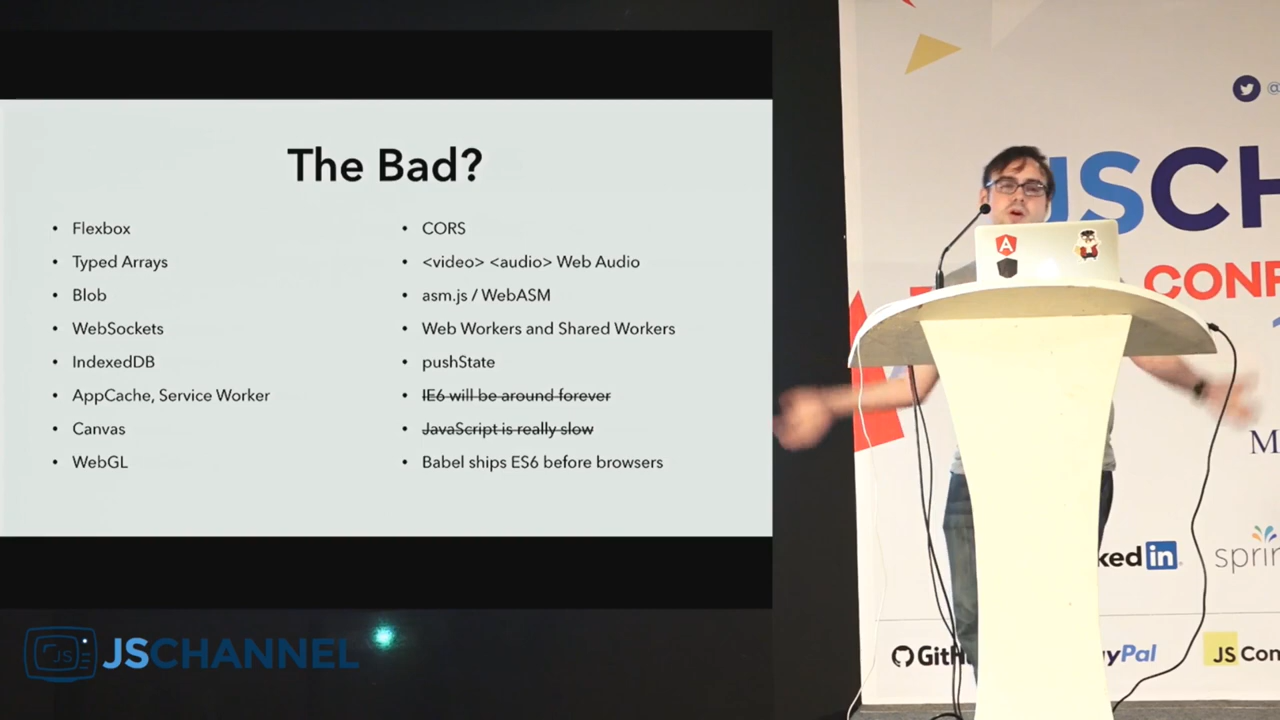 The Bad?
• Flexbox
• Typed Arrays
• Blob
• WebSockets
• IndexedDB
• AppCache, Service Worker
• Canvas
• WebGL
• CORS
• <video> <audio> Web Audio
• asm.js / WebASM
• Web Workers and Shared Workers
• pushState
• IE6 will be around forever
• JavaScript is really slow
• Babel ships ES6 before browsers
JS JSCHANNEL
@
JSCH
CONF
A
M
ked in
sprin
GitH
yPal
JS Con